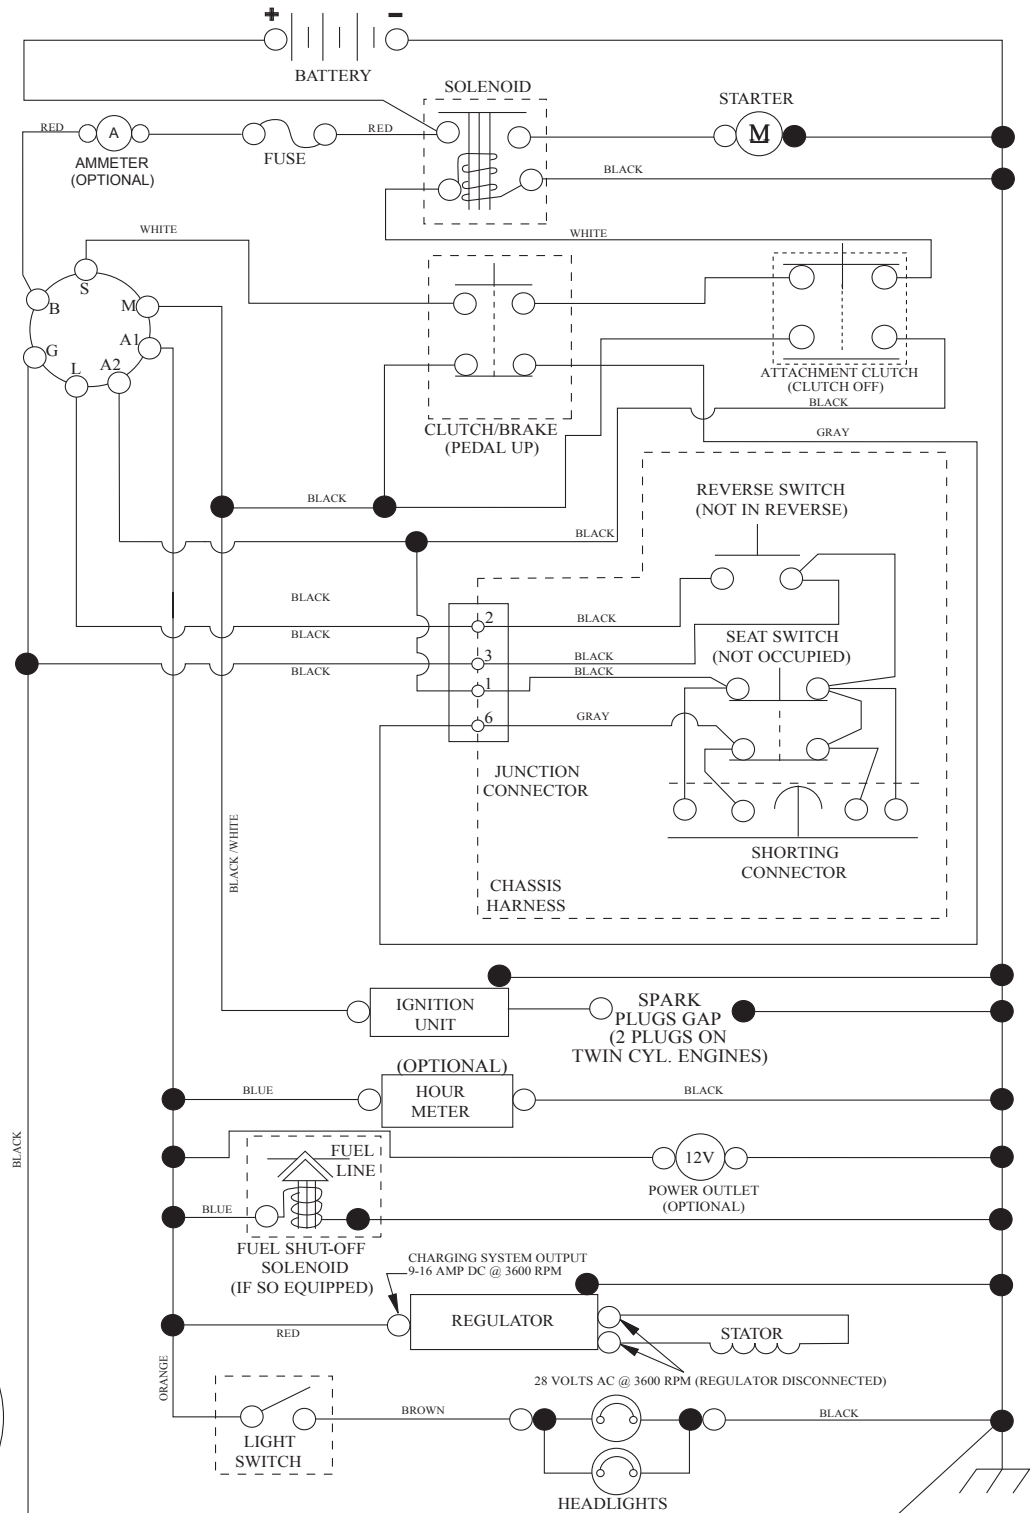 + -
BATTERY
SOLENOID
STARTER
RED
A
RED
M
FUSE
AMMETER
(OPTIONAL)
BLACK
WHITE
WHITE
S
B
M
A1
G
L
A2
ATTACHMENT CLUTCH
(CLUTCH OFF)
BLACK
CLUTCH/BRAKE
(PEDAL UP)
GRAY
REVERSE SWITCH
(NOT IN REVERSE)
BLACK
BLACK
BLACK
2
BLACK
BLACK
SEAT SWITCH
(NOT OCCUPIED)
3
BLACK
BLACK
BLACK
1
6
GRAY
JUNCTION
CONNECTOR
BLACK /WHITE
SHORTING
CONNECTOR
CHASSIS
HARNESS
IGNITION
UNIT
SPARK
PLUGS GAP
(2 PLUGS ON
TWIN CYL. ENGINES)
(OPTIONAL)
HOUR
METER
BLUE
BLACK
BLACK
FUEL
LINE
12V
POWER OUTLET
(OPTIONAL)
BLUE
FUEL SHUT-OFF
SOLENOID
(IF SO EQUIPPED)
CHARGING SYSTEM OUTPUT
9-16 AMP DC @ 3600 RPM
REGULATOR
STATOR
RED
28 VOLTS AC @ 3600 RPM (REGULATOR DISCONNECTED)
ORANGE
BROWN
BLACK
LIGHT
SWITCH
HEADLIGHTS